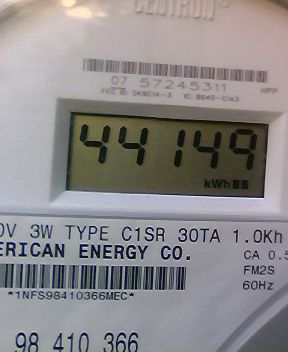 CENTRON
07 57245311
44149
kWh
0V 3W TYPE C1SR 30TA 1.0Kh
ERICAN ENERGY CO.
CA 0.5
FM2S
*1NFS98410366MEC*
60Hz
98 410 366